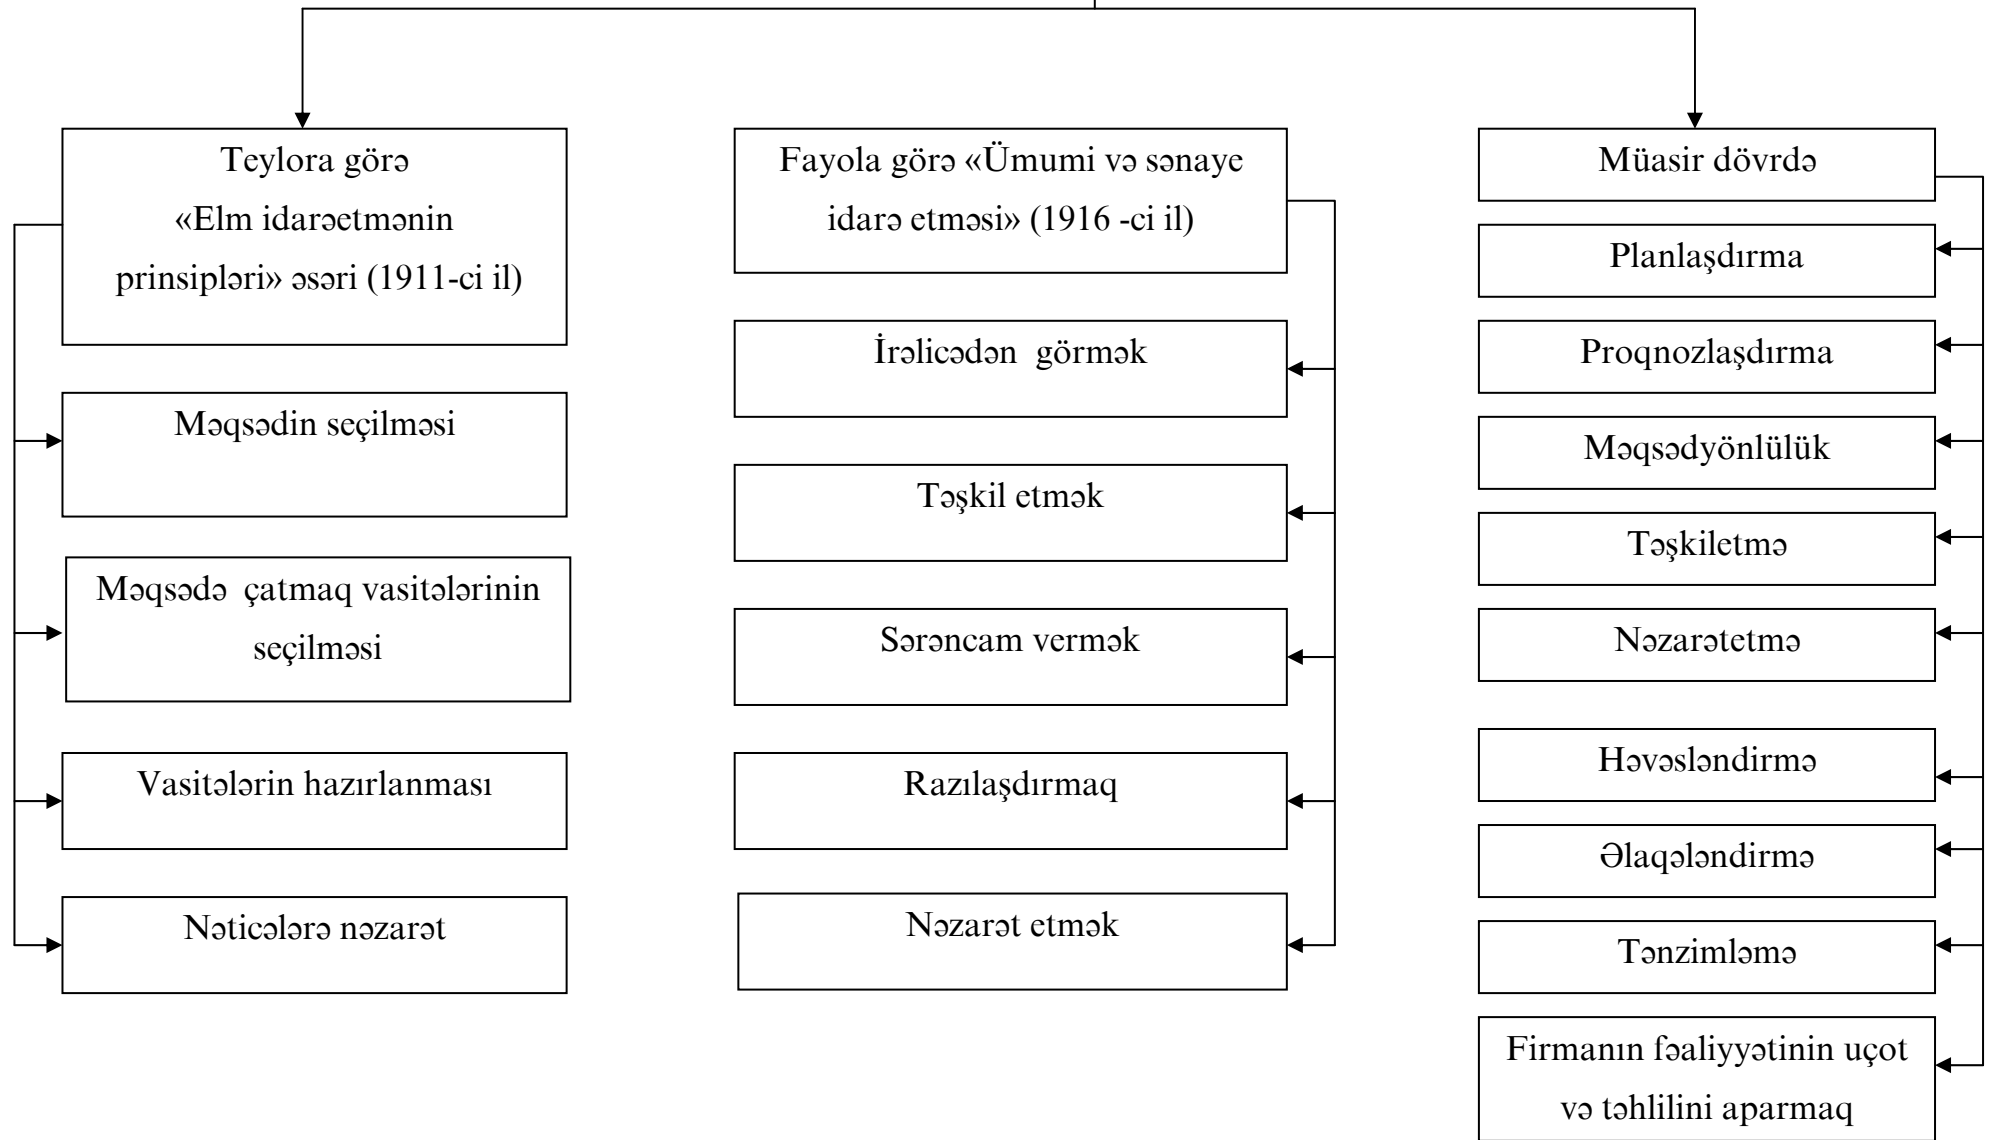 Teylora görə
«Elm idarəetmənin
prinsipləri» əsəri (1911-ci il)
Məqsədin seçilməsi
Məqsədə çatmaq vasitələrinin
seçilməsi
Vasitələrin hazırlanması
Nəticələrə nəzarət
Fayola görə «Ümumi və sənaye
idarə etməsi» (1916 -ci il)
İrəlicədən görmək
Təşkil etmək
Sərəncam vermək
Razılaşdırmaq
Nəzarət etmək
Müasir dövrdə
Planlaşdırma
Proqnozlaşdırma
Məqsədyönlülük
Təşkiletmə
Nəzarətetmə
Həvəsləndirmə
Əlaqələndirmə
Tənzimləmə
Firmanın fəaliyyətinin uçot
və təhlilini aparmaq